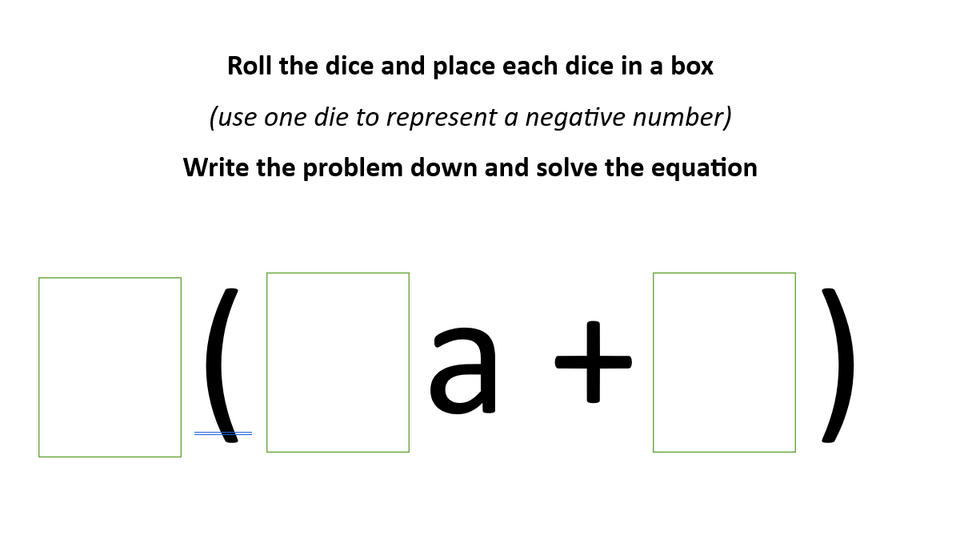 Roll the dice and place each dice in a box
(use one die to represent a negative number)
Write the problem down and solve the equation
( a + )